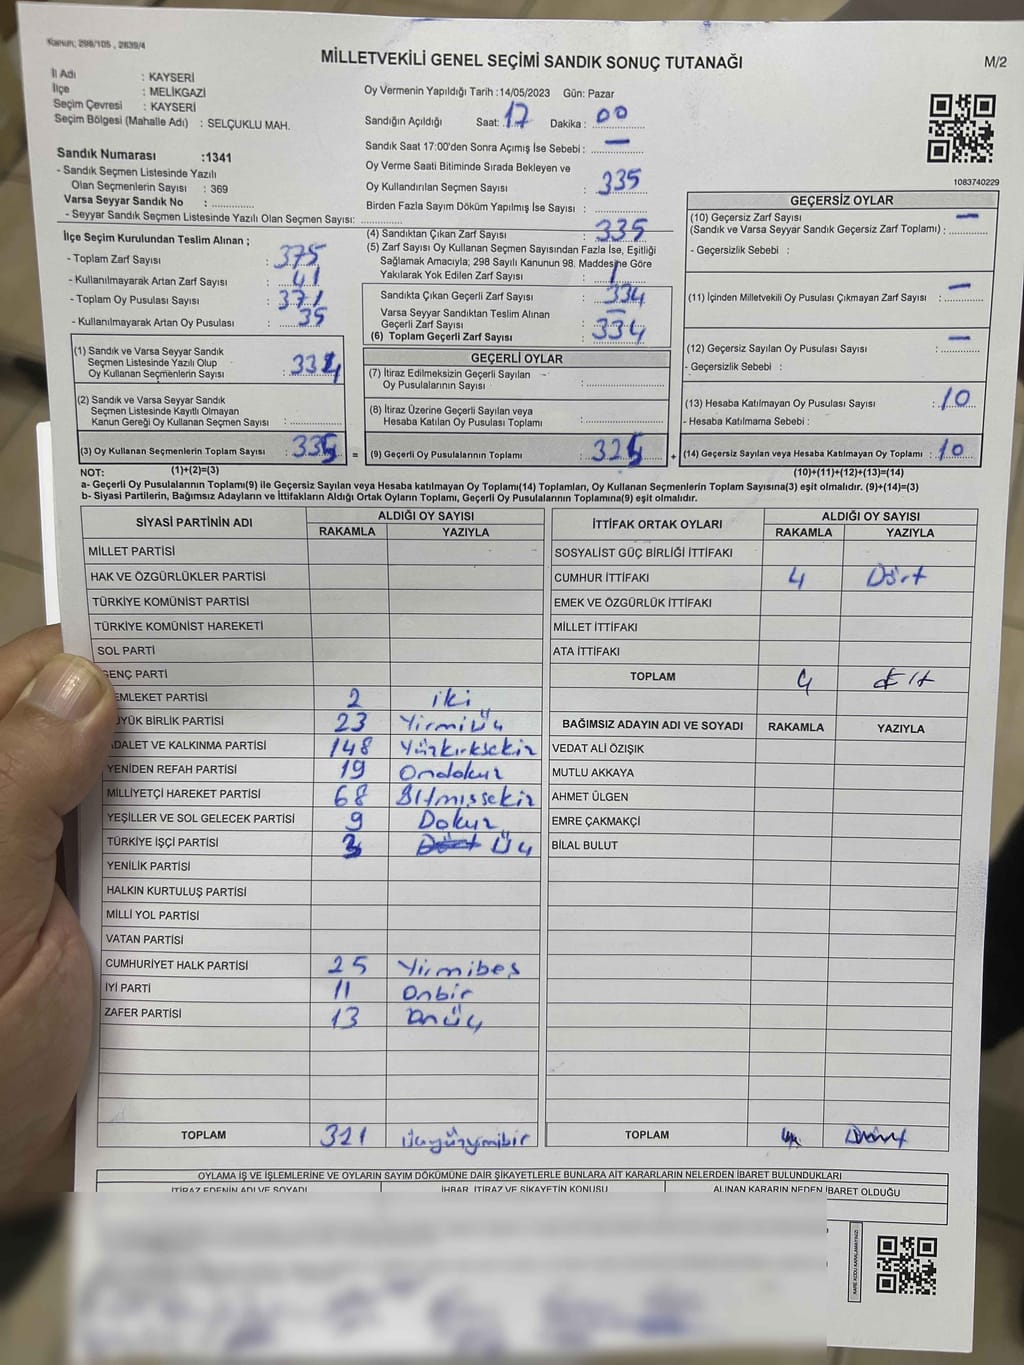 Kanun; 298/105 , 2839/4
MİLLETVEKİLİ GENEL SEÇİMİ SANDIK SONUÇ TUTANAĞI
M/2
İl Adı : KAYSERİ
İlçe : MELİKGAZİ
Seçim Çevresi : KAYSERİ
Seçim Bölgesi (Mahalle Adı) : SELÇUKLU MAH.
Sandık Numarası :1341
- Sandık Seçmen Listesinde Yazılı
Olan Seçmenlerin Sayısı : 369
Varsa Seyyar Sandık No : ..............
- Seyyar Sandık Seçmen Listesinde Yazılı Olan Seçmen Sayısı: ..............
Oy Vermenin Yapıldığı Tarih :14/05/2023 Gün: Pazar
Sandığın Açıldığı Saat: 17 Dakika : 00
Sandık Saat 17:00'den Sonra Açımış İse Sebebi : —
Oy Verme Saati Bitiminde Sırada Bekleyen ve
Oy Kullandırılan Seçmen Sayısı : 335
Birden Fazla Sayım Döküm Yapılmış İse Sayısı : ..............
(4) Sandıktan Çıkan Zarf Sayısı : 335
(5) Zarf Sayısı Oy Kullanan Seçmen Sayısından Fazla İse, Eşitliği
Sağlamak Amacıyla; 298 Sayılı Kanunun 98. Maddesine Göre
Yakılarak Yok Edilen Zarf Sayısı : 1
Sandıkta Çıkan Geçerli Zarf Sayısı : 334
Varsa Seyyar Sandıktan Teslim Alınan
Geçerli Zarf Sayısı : —
(6) Toplam Geçerli Zarf Sayısı : 334
1083740229
GEÇERSİZ OYLAR
(10) Geçersiz Zarf Sayısı —
(Sandık ve Varsa Seyyar Sandık Geçersiz Zarf Toplamı) : ..............
- Geçersizlik Sebebi :
(11) İçinden Milletvekili Oy Pusulası Çıkmayan Zarf Sayısı : —
(12) Geçersiz Sayılan Oy Pusulası Sayısı : —
- Geçersizlik Sebebi :
(13) Hesaba Katılmayan Oy Pusulası Sayısı : 10
- Hesaba Katılmama Sebebi :
(14) Geçersiz Sayılan veya Hesaba Katılmayan Oy Toplamı : 10
(10)+(11)+(12)+(13)=(14)
İlçe Seçim Kurulundan Teslim Alınan ;
- Toplam Zarf Sayısı : 375
- Kullanılmayarak Artan Zarf Sayısı : 41
- Toplam Oy Pusulası Sayısı : 371
- Kullanılmayarak Artan Oy Pusulası : 35
(1) Sandık ve Varsa Seyyar Sandık
Seçmen Listesinde Yazılı Olup
Oy Kullanan Seçmenlerin Sayısı :
(2) Sandık ve Varsa Seyyar Sandık
Seçmen Listesinde Kayıtlı Olmayan
Kanun Gereği Oy Kullanan Seçmen Sayısı : ..............
(3) Oy Kullanan Seçmenlerin Toplam Sayısı : 335 =
(1)+(2)=(3)
GEÇERLİ OYLAR
(7) İtiraz Edilmeksizin Geçerli Sayılan
Oy Pusulalarının Sayısı : ..............
(8) İtiraz Üzerine Geçerli Sayılan veya
Hesaba Katılan Oy Pusulası Toplamı : ..............
(9) Geçerli Oy Pusulalarının Toplamı : 325 +
NOT:
a- Geçerli Oy Pusulalarının Toplamı(9) ile Geçersiz Sayılan veya Hesaba katılmayan Oy Toplamı(14) Toplamları, Oy Kullanan Seçmenlerin Toplam Sayısına(3) eşit olmalıdır. (9)+(14)=(3)
b- Siyasi Partilerin, Bağımsız Adayların ve İttifakların Aldığı Ortak Oyların Toplamı, Geçerli Oy Pusulalarının Toplamına(9) eşit olmalıdır.
SİYASİ PARTİNİN ADI
ALDIĞI OY SAYISI
RAKAMLA YAZIYLA
MİLLET PARTİSİ
HAK VE ÖZGÜRLÜKLER PARTİSİ
TÜRKİYE KOMÜNİST PARTİSİ
TÜRKİYE KOMÜNİST HAREKETİ
SOL PARTİ
GENÇ PARTİ
EMLEKET PARTİSİ 2 iki
ÜYÜK BİRLİK PARTİSİ 23 Yirmiüç
ADALET VE KALKINMA PARTİSİ 148 Yüzkırksekiz
YENİDEN REFAH PARTİSİ 19 Ondokuz
MİLLİYETÇİ HAREKET PARTİSİ 68 Altmışsekiz
YEŞİLLER VE SOL GELECEK PARTİSİ 9 Dokuz
TÜRKİYE İŞÇİ PARTİSİ 3 Üç
YENİLİK PARTİSİ
HALKIN KURTULUŞ PARTİSİ
MİLLİ YOL PARTİSİ
VATAN PARTİSİ
CUMHURİYET HALK PARTİSİ 25 Yirmibeş
İYİ PARTİ 11 Onbir
ZAFER PARTİSİ 13 Onüç
TOPLAM 321 üçyüzyirmibir
İTTİFAK ORTAK OYLARI
ALDIĞI OY SAYISI
RAKAMLA YAZIYLA
SOSYALİST GÜÇ BİRLİĞİ İTTİFAKI
CUMHUR İTTİFAKI 4 Dört
EMEK VE ÖZGÜRLÜK İTTİFAKI
MİLLET İTTİFAKI
ATA İTTİFAKI
TOPLAM 4
BAĞIMSIZ ADAYIN ADI VE SOYADI RAKAMLA YAZIYLA
VEDAT ALİ ÖZIŞIK
MUTLU AKKAYA
AHMET ÜLGEN
EMRE ÇAKMAKÇİ
BİLAL BULUT
TOPLAM
OYLAMA İŞ VE İŞLEMLERİNE VE OYLARIN SAYIM DÖKÜMÜNE DAİR ŞİKAYETLERLE BUNLARA AİT KARARLARIN NELERDEN İBARET BULUNDUKLARI
İTİRAZ EDENİN ADI VE SOYADI İHBAR, İTİRAZ VE ŞİKAYETİN KONUSU ALINAN KARARIN NEDEN İBARET OLDUĞU